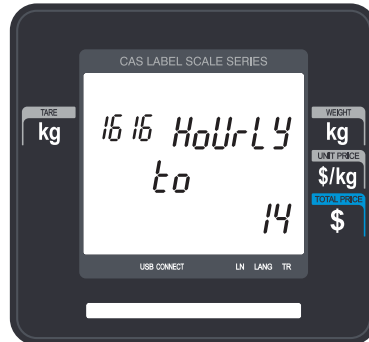 CAS LABEL SCALE SERIES
TARE
kg
1616 HoUrLY
to
14
WEIGHT
kg
UNIT PRICE
$/kg
TOTAL PRICE
$
USB CONNECT LN LANG TR